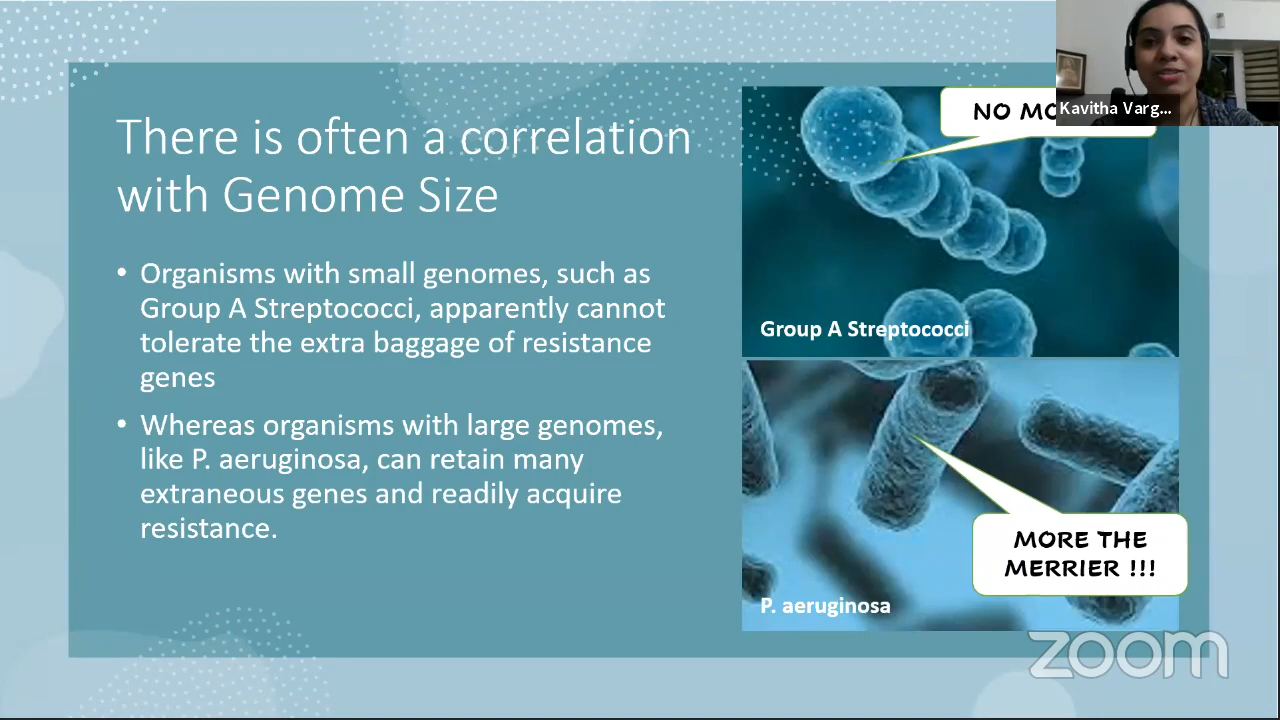 There is often a correlation
with Genome Size
• Organisms with small genomes, such as
Group A Streptococci, apparently cannot
tolerate the extra baggage of resistance
genes
• Whereas organisms with large genomes,
like P. aeruginosa, can retain many
extraneous genes and readily acquire
resistance.
NO
Kavitha Varg...
Group A Streptococci
MORE THE
MERRIER !!!
P. aeruginosa
zoom